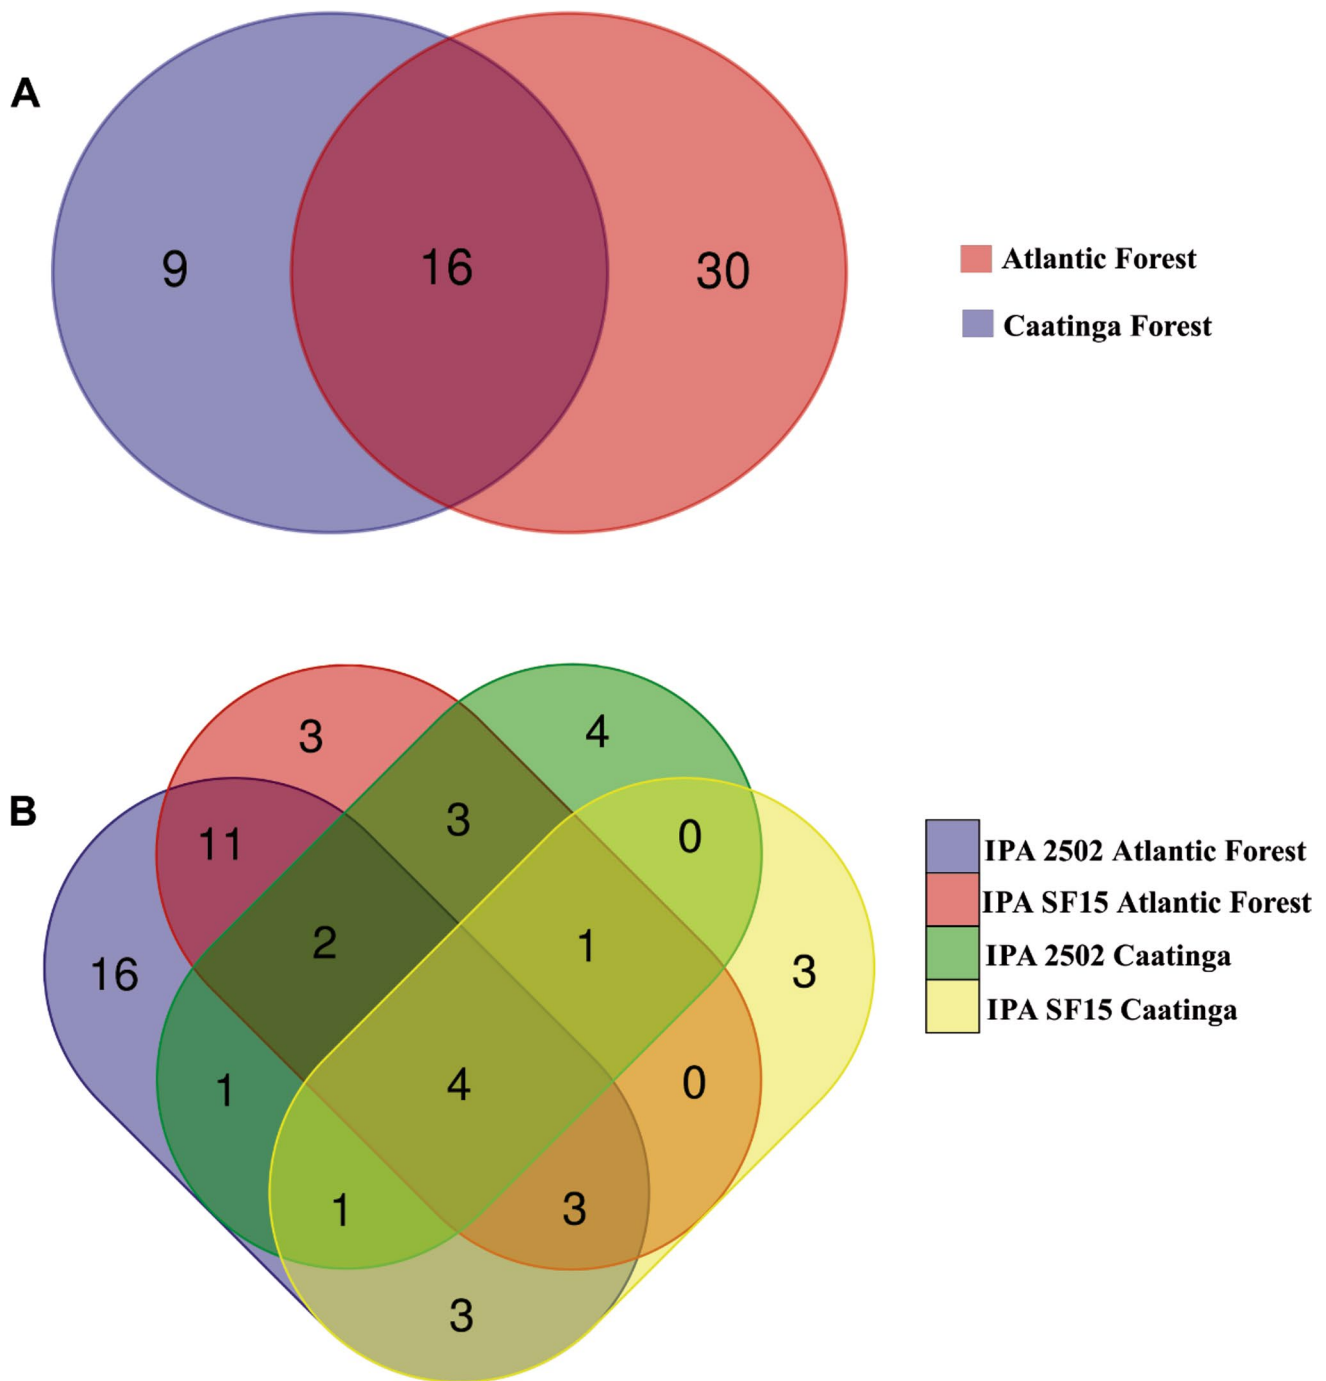 A
9
16
30
Atlantic Forest
Caatinga Forest
B
3
4
11
3
0
16
2
1
3
1
4
0
1
3
3
IPA 2502 Atlantic Forest
IPA SF15 Atlantic Forest
IPA 2502 Caatinga
IPA SF15 Caatinga